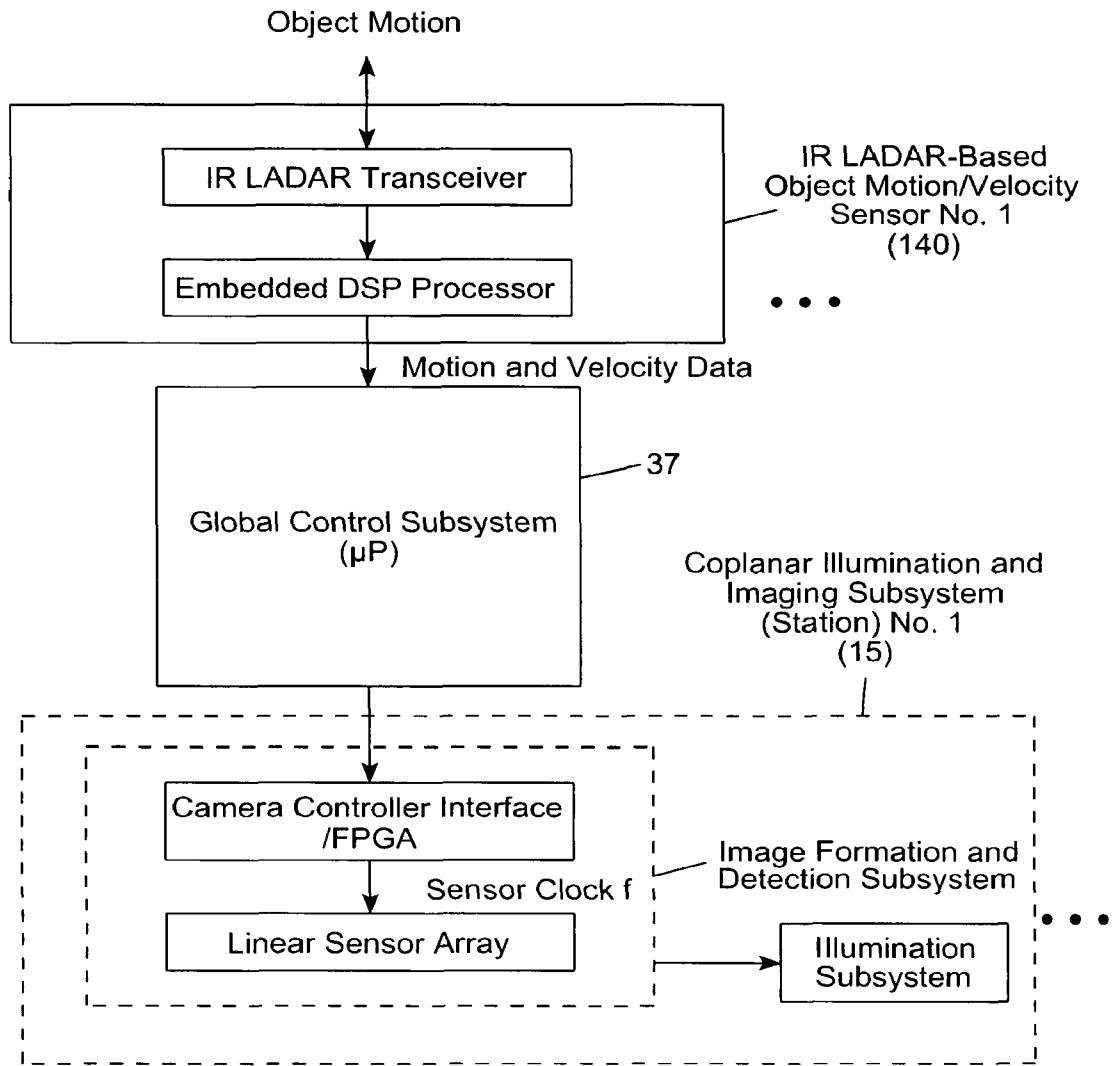 Object Motion
IR LADAR Transceiver
Embedded DSP Processor
IR LADAR-Based
Object Motion/Velocity
Sensor No. 1
(140)
Motion and Velocity Data
37
Global Control Subsystem
(µP)
Coplanar Illumination and
Imaging Subsystem
(Station) No. 1
(15)
Camera Controller Interface
/FPGA
Sensor Clock f
Linear Sensor Array
Image Formation and
Detection Subsystem
Illumination
Subsystem